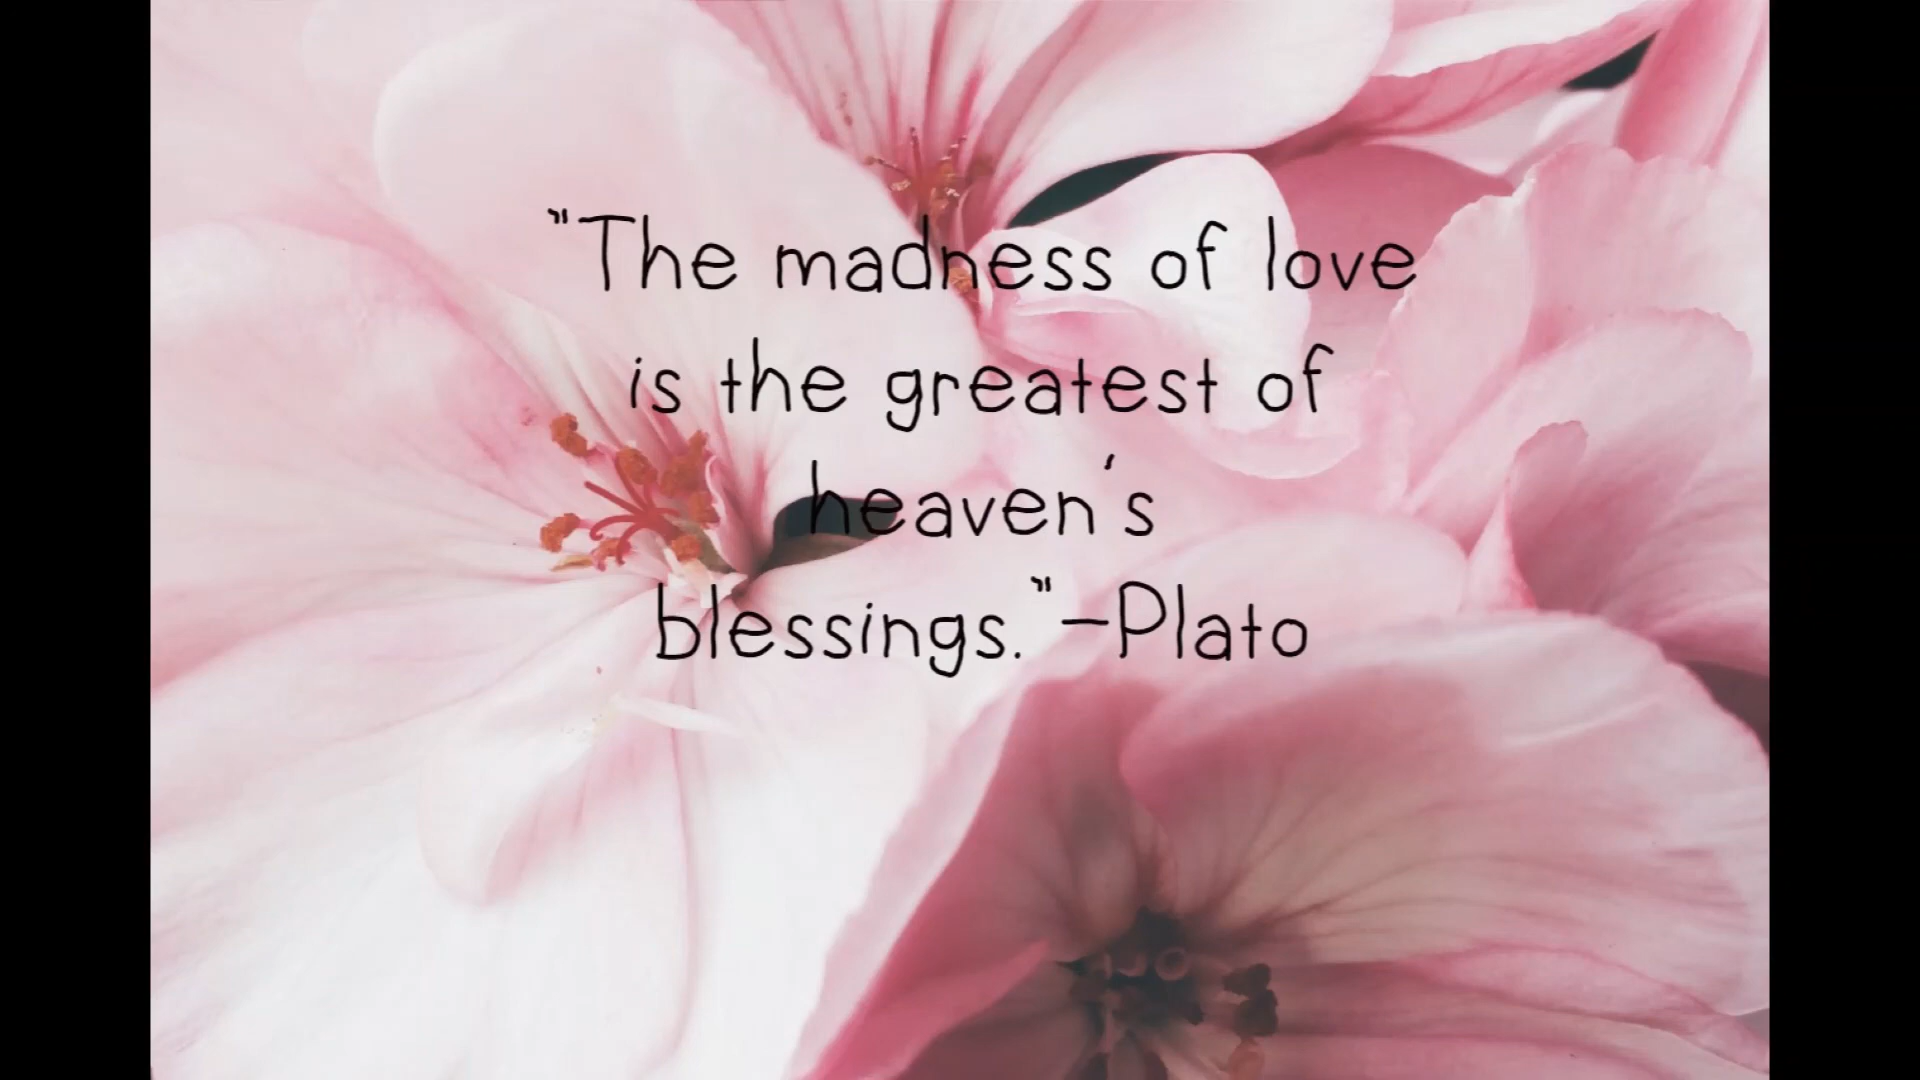 "The madness of love
is the greatest of
heaven's
blessings."-Plato